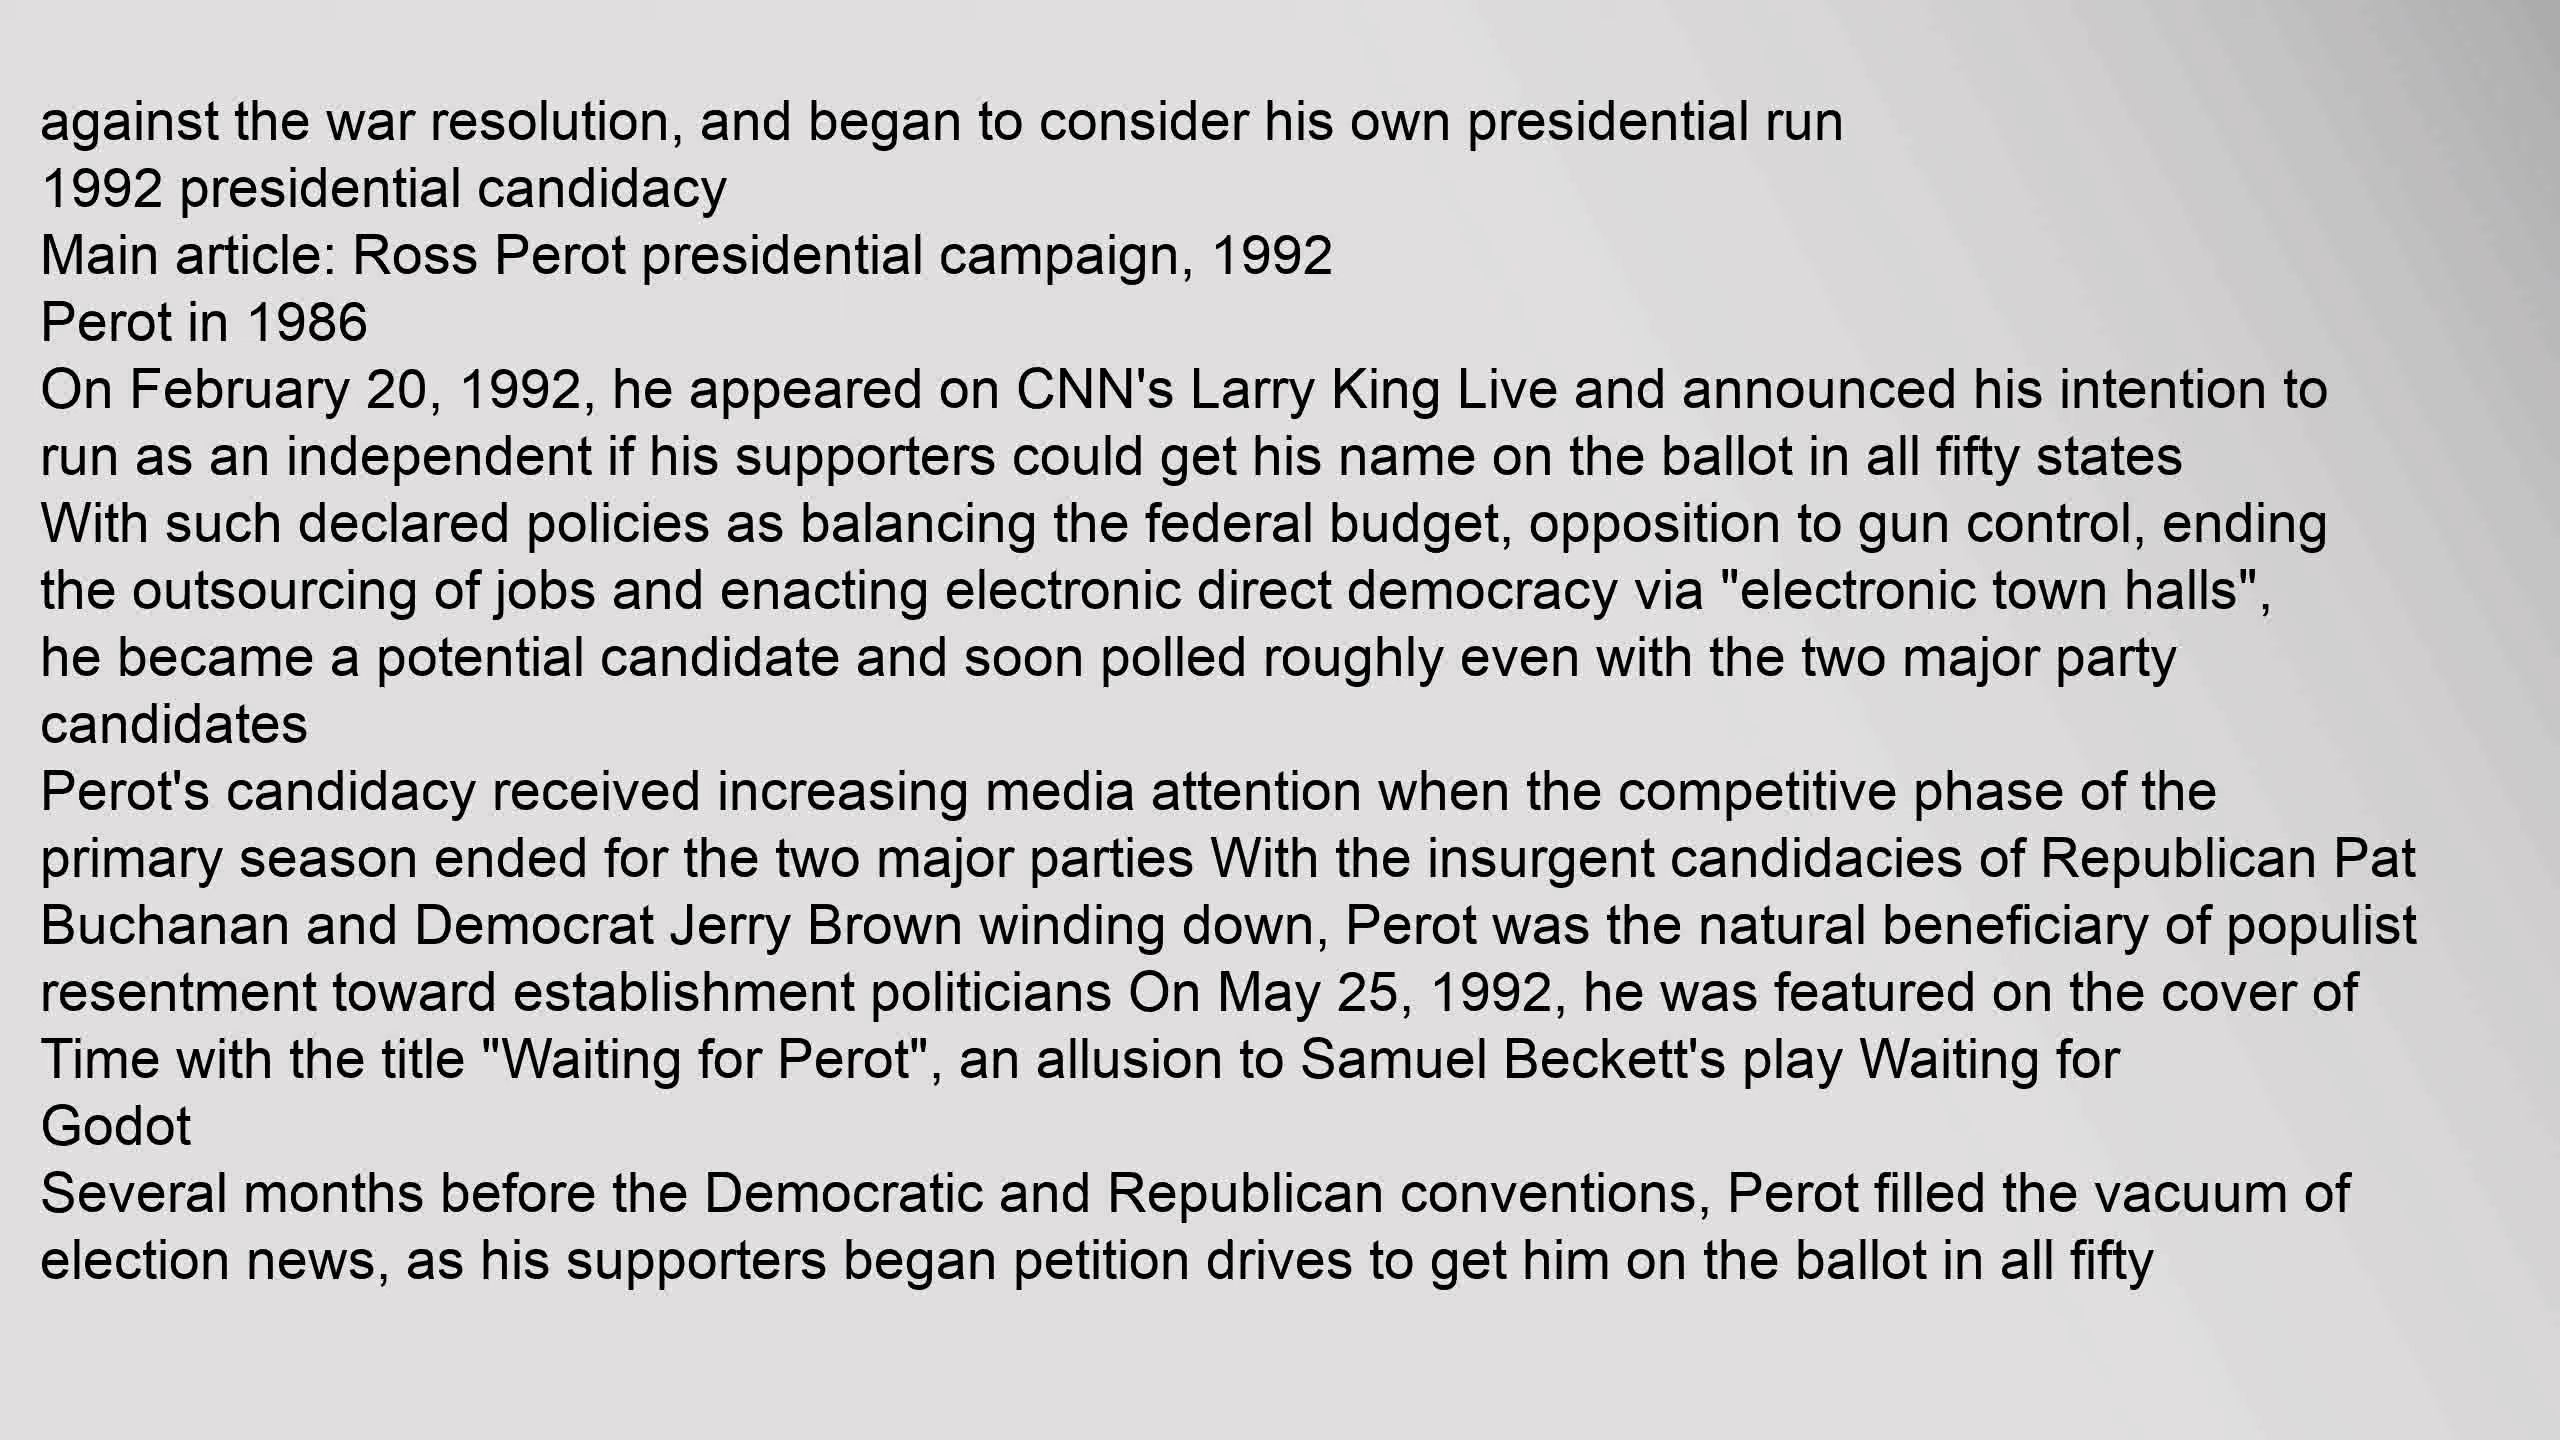 against the war resolution, and began to consider his own presidential run
1992 presidential candidacy
Main article: Ross Perot presidential campaign, 1992
Perot in 1986
On February 20, 1992, he appeared on CNN's Larry King Live and announced his intention to
run as an independent if his supporters could get his name on the ballot in all fifty states
With such declared policies as balancing the federal budget, opposition to gun control, ending
the outsourcing of jobs and enacting electronic direct democracy via "electronic town halls",
he became a potential candidate and soon polled roughly even with the two major party
candidates
Perot's candidacy received increasing media attention when the competitive phase of the
primary season ended for the two major parties With the insurgent candidacies of Republican Pat
Buchanan and Democrat Jerry Brown winding down, Perot was the natural beneficiary of populist
resentment toward establishment politicians On May 25, 1992, he was featured on the cover of
Time with the title "Waiting for Perot", an allusion to Samuel Beckett's play Waiting for
Godot
Several months before the Democratic and Republican conventions, Perot filled the vacuum of
election news, as his supporters began petition drives to get him on the ballot in all fifty